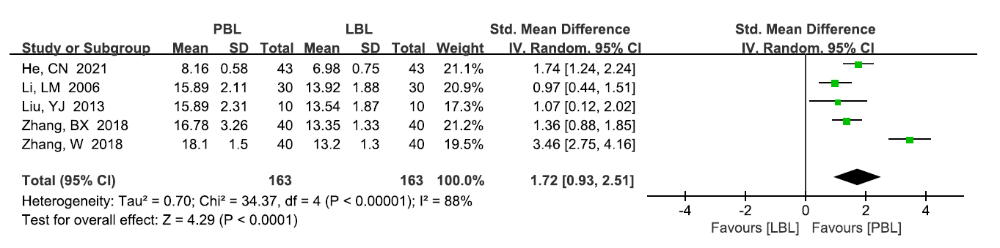 PBL LBL Std. Mean Difference Std. Mean Difference
Study or Subgroup Mean SD Total Mean SD Total Weight IV, Random, 95% CI IV, Random, 95% CI
He, CN 2021 8.16 0.58 43 6.98 0.75 43 21.1% 1.74 [1.24, 2.24]
Li, LM 2006 15.89 2.11 30 13.92 1.88 30 20.9% 0.97 [0.44, 1.51]
Liu, YJ 2013 15.89 2.31 10 13.54 1.87 10 17.3% 1.07 [0.12, 2.02]
Zhang, BX 2018 16.78 3.26 40 13.35 1.33 40 21.2% 1.36 [0.88, 1.85]
Zhang, W 2018 18.1 1.5 40 13.2 1.3 40 19.5% 3.46 [2.75, 4.16]
Total (95% CI) 163 163 100.0% 1.72 [0.93, 2.51]
Heterogeneity: Tau² = 0.70; Chi² = 34.37, df = 4 (P < 0.00001); I² = 88%
Test for overall effect: Z = 4.29 (P < 0.0001)
-4 -2 0 2 4
Favours [LBL] Favours [PBL]